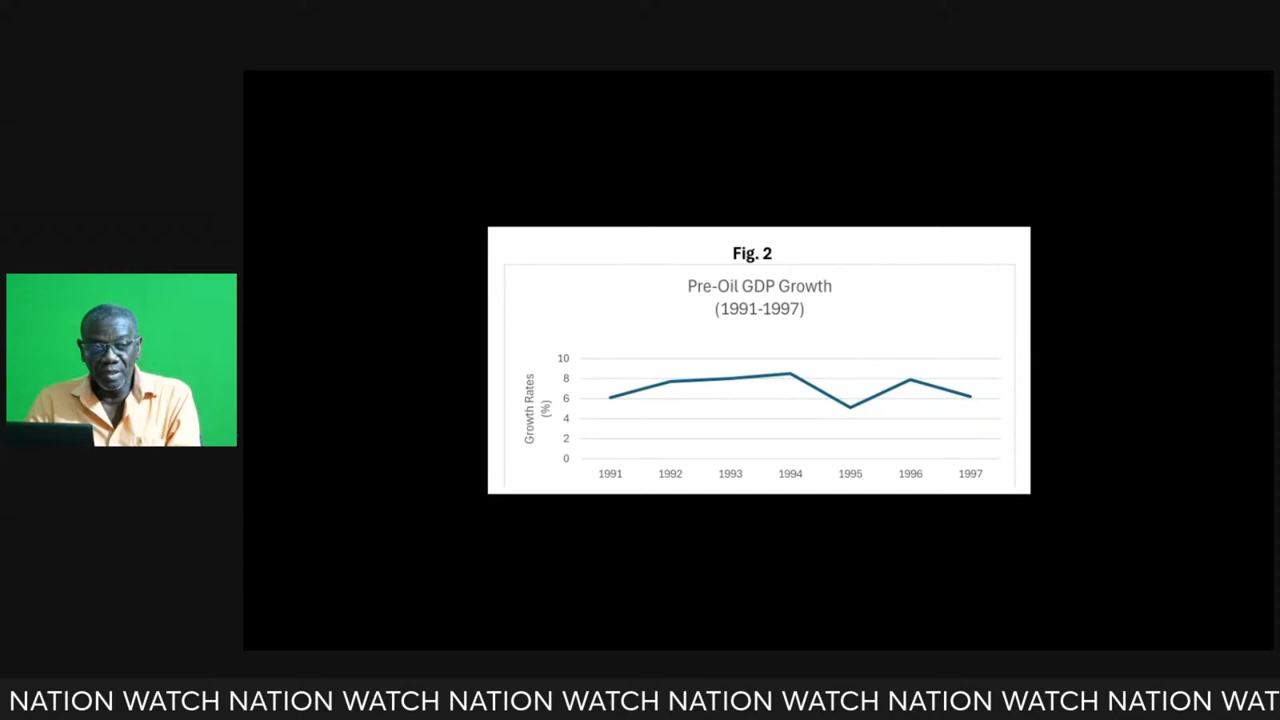 Fig. 2
Pre-Oil GDP Growth
(1991-1997)
Growth Rates
(%)
10
8
6
4
2
0
1991 1992 1993 1994 1995 1996 1997
NATION WATCH NATION WATCH NATION WATCH NATION WATCH NATION WATCH NATION WAT